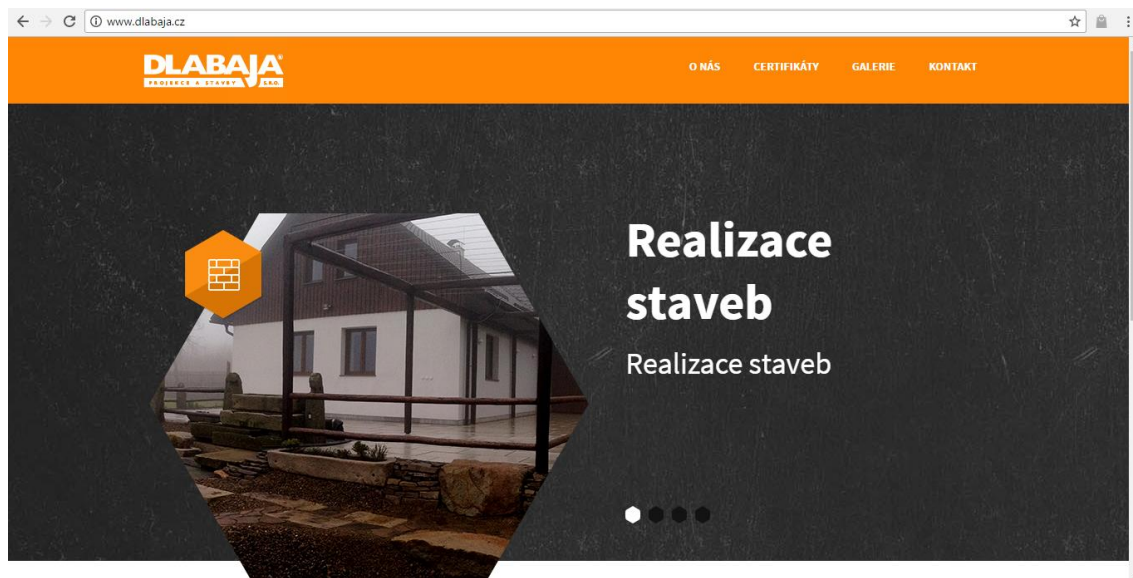 www.dlabaja.cz
DLABAJA®
PROJEKCE A STAVBY S.R.O.
O NÁS CERTIFIKÁTY GALERIE KONTAKT
Realizace
staveb
Realizace staveb